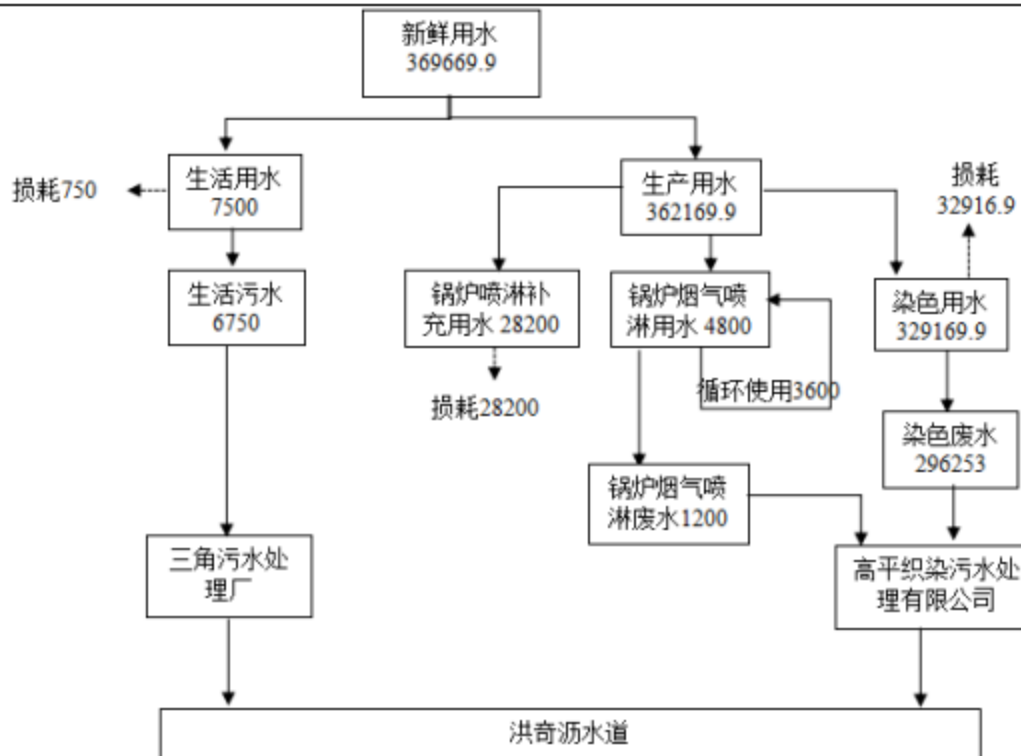 新鲜用水
369669.9
损耗750
生活用水
7500
生产用水
362169.9
损耗
32916.9
生活污水
6750
锅炉喷淋补
充用水 28200
锅炉烟气喷
淋用水 4800
染色用水
329169.9
损耗28200
循环使用3600
染色废水
296253
锅炉烟气喷
淋废水1200
三角污水处
理厂
高平织染污水处
理有限公司
洪奇沥水道